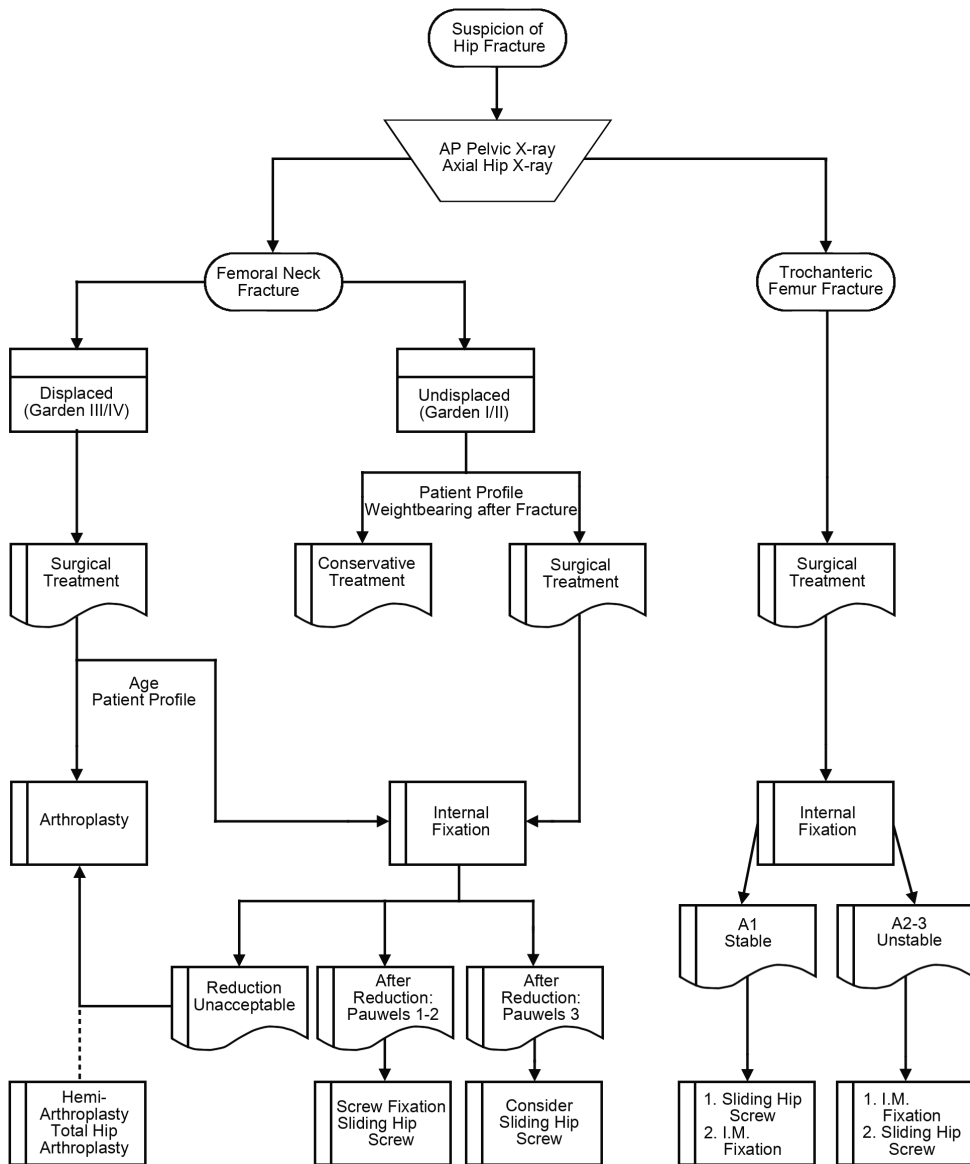 Suspicion of
Hip Fracture
AP Pelvic X-ray
Axial Hip X-ray
Femoral Neck
Fracture
Trochanteric
Femur Fracture
Displaced
(Garden III/IV)
Undisplaced
(Garden I/II)
Patient Profile
Weightbearing after Fracture
Surgical
Treatment
Conservative
Treatment
Surgical
Treatment
Surgical
Treatment
Age
Patient Profile
Arthroplasty
Internal
Fixation
Internal
Fixation
A1
Stable
A2-3
Unstable
Reduction
Unacceptable
After
Reduction:
Pauwels 1-2
After
Reduction:
Pauwels 3
Hemi-
Arthroplasty
Total Hip
Arthroplasty
Screw Fixation
Sliding Hip
Screw
Consider
Sliding Hip
Screw
1. Sliding Hip
Screw
2. I.M.
Fixation
1. I.M.
Fixation
2. Sliding Hip
Screw